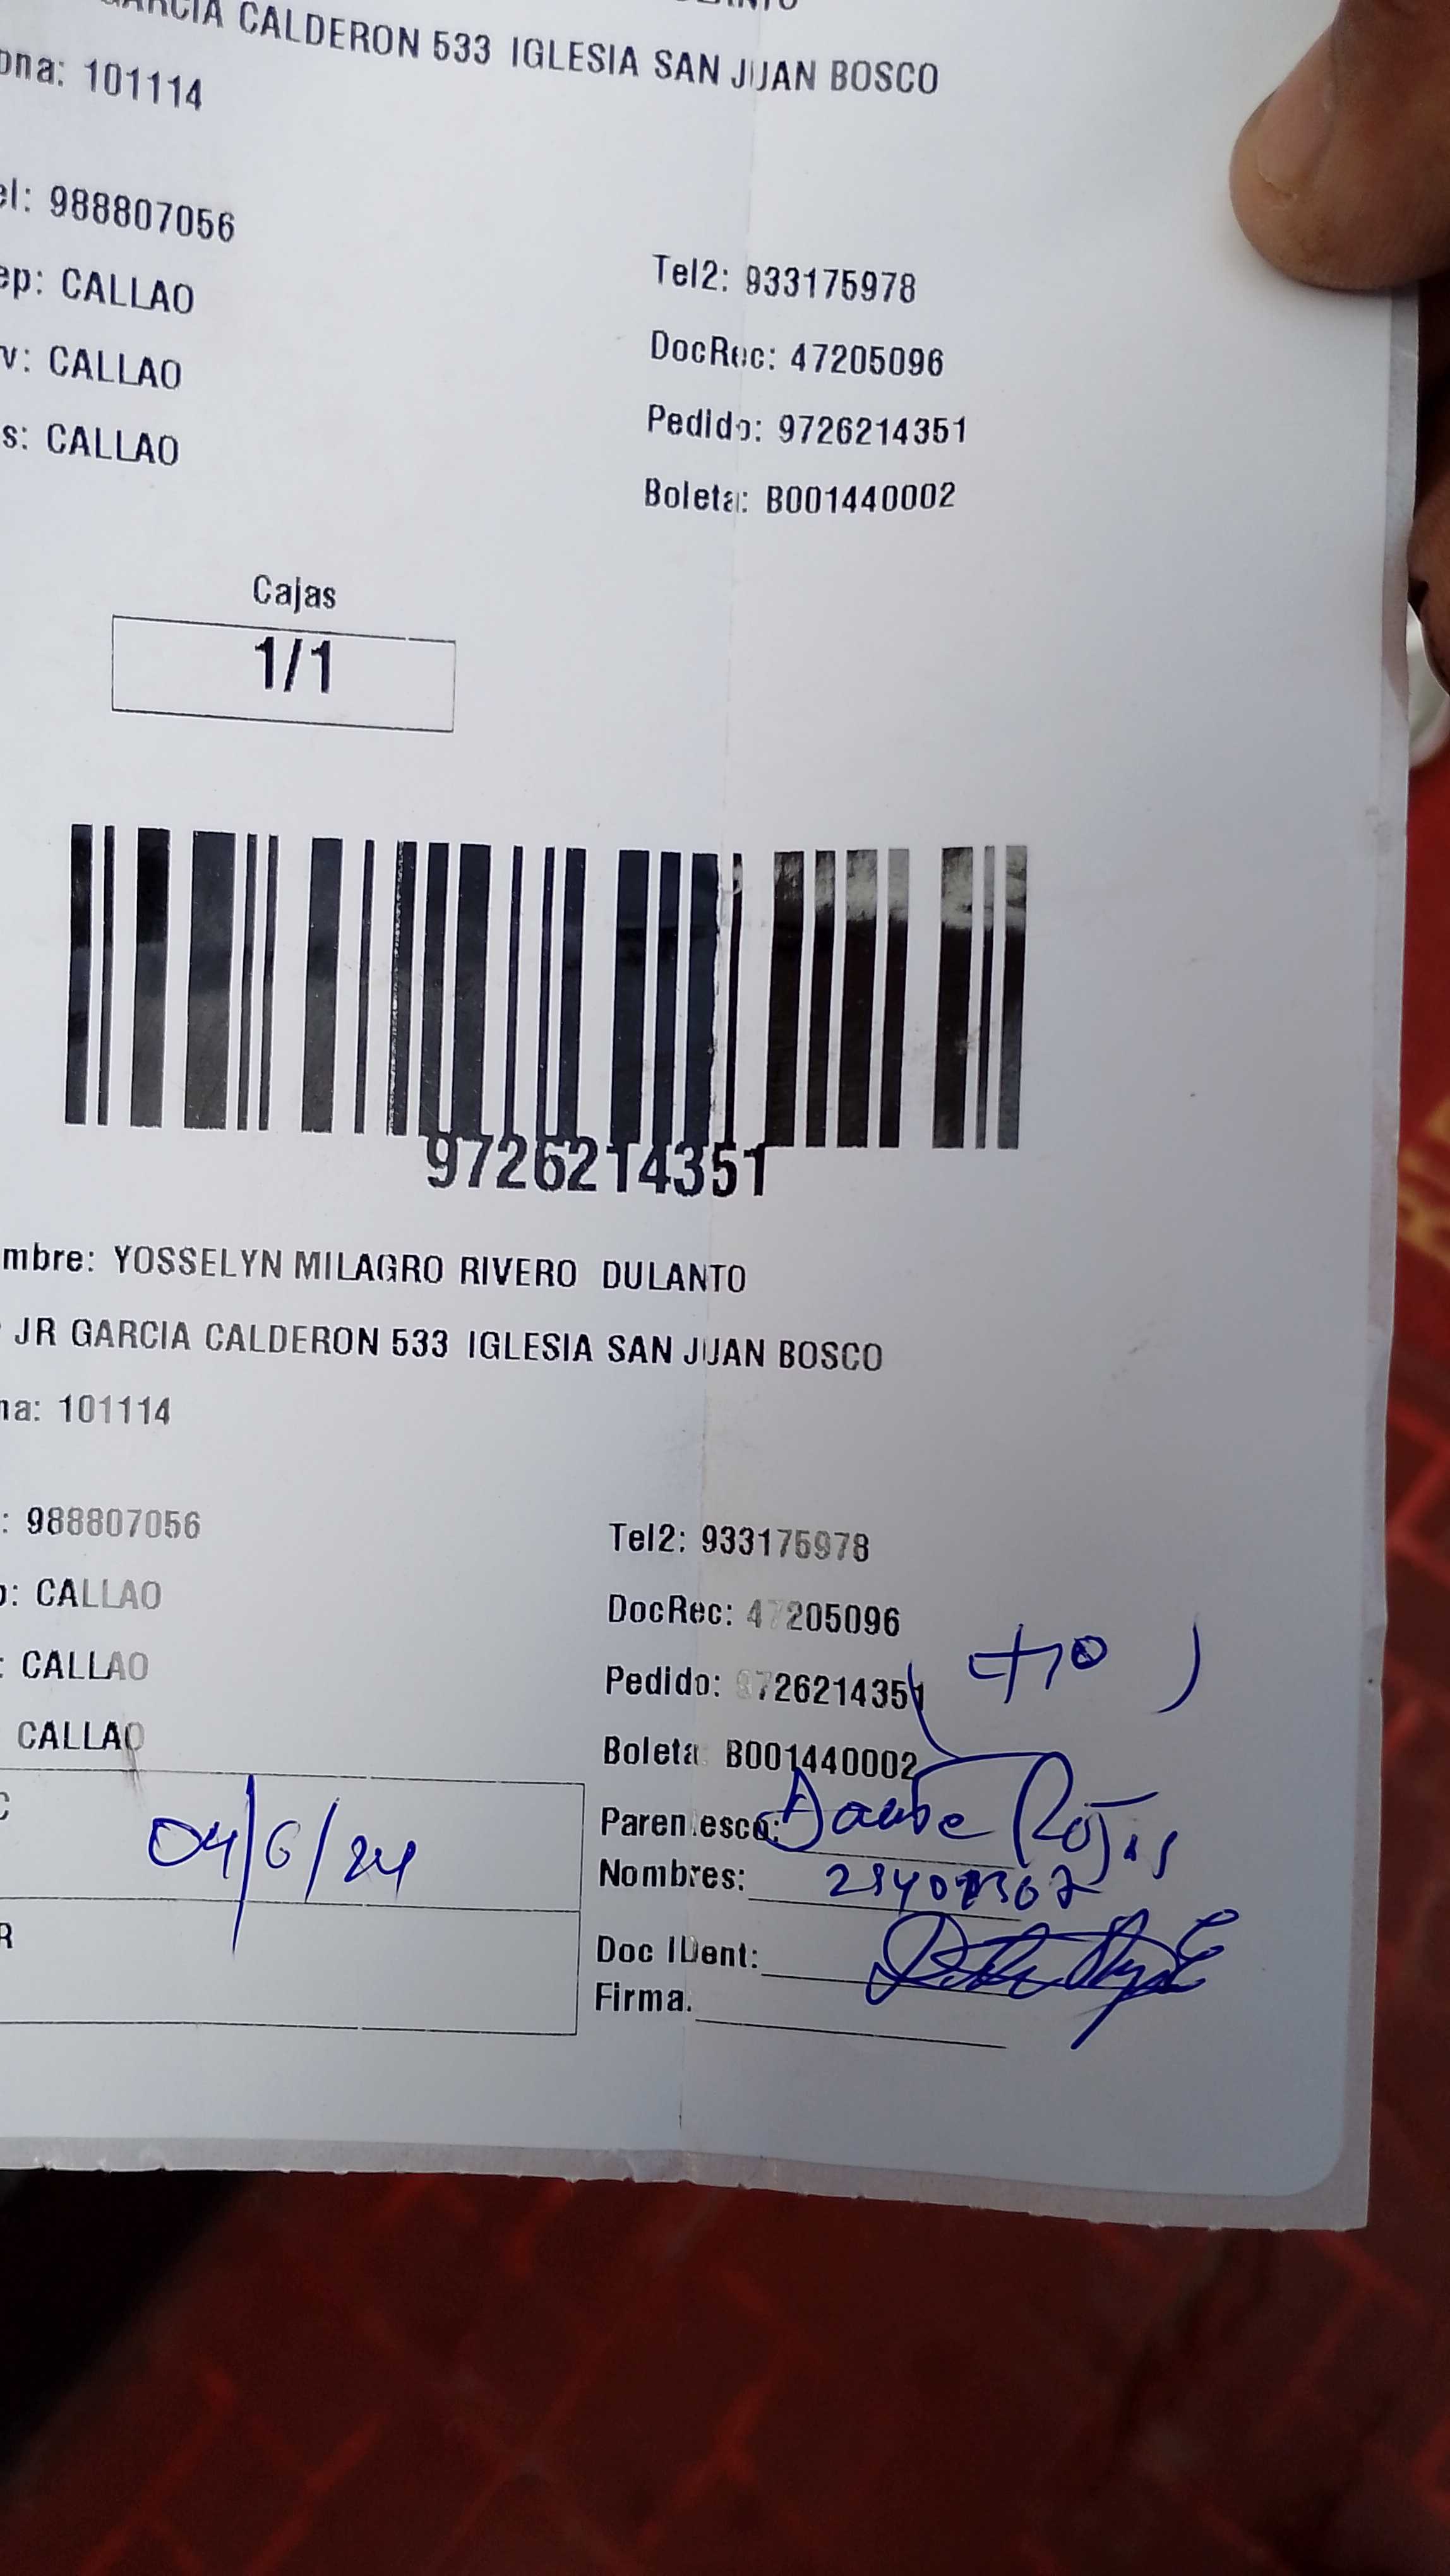 GARCIA CALDERON 533 IGLESIA SAN JUAN BOSCO
ona: 101114
el: 988807056
Tel2: 933175978
ep: CALLAO
DocRec: 47205096
v: CALLAO
Pedido: 9726214351
s: CALLAO
Boleta: B001440002
Cajas
1/1
9726214351
mbre: YOSSELYN MILAGRO RIVERO DULANTO
JR GARCIA CALDERON 533 IGLESIA SAN JUAN BOSCO
na: 101114
: 988807056
Tel2: 933175978
: CALLAO
DocRec: 47205096
: CALLAO
Pedido: 9726214351
CALLAO
Boleta: B001440002
04/6/24
Parentesco:
Rojas
Nombres:
R
Doc IDent:
Firma.